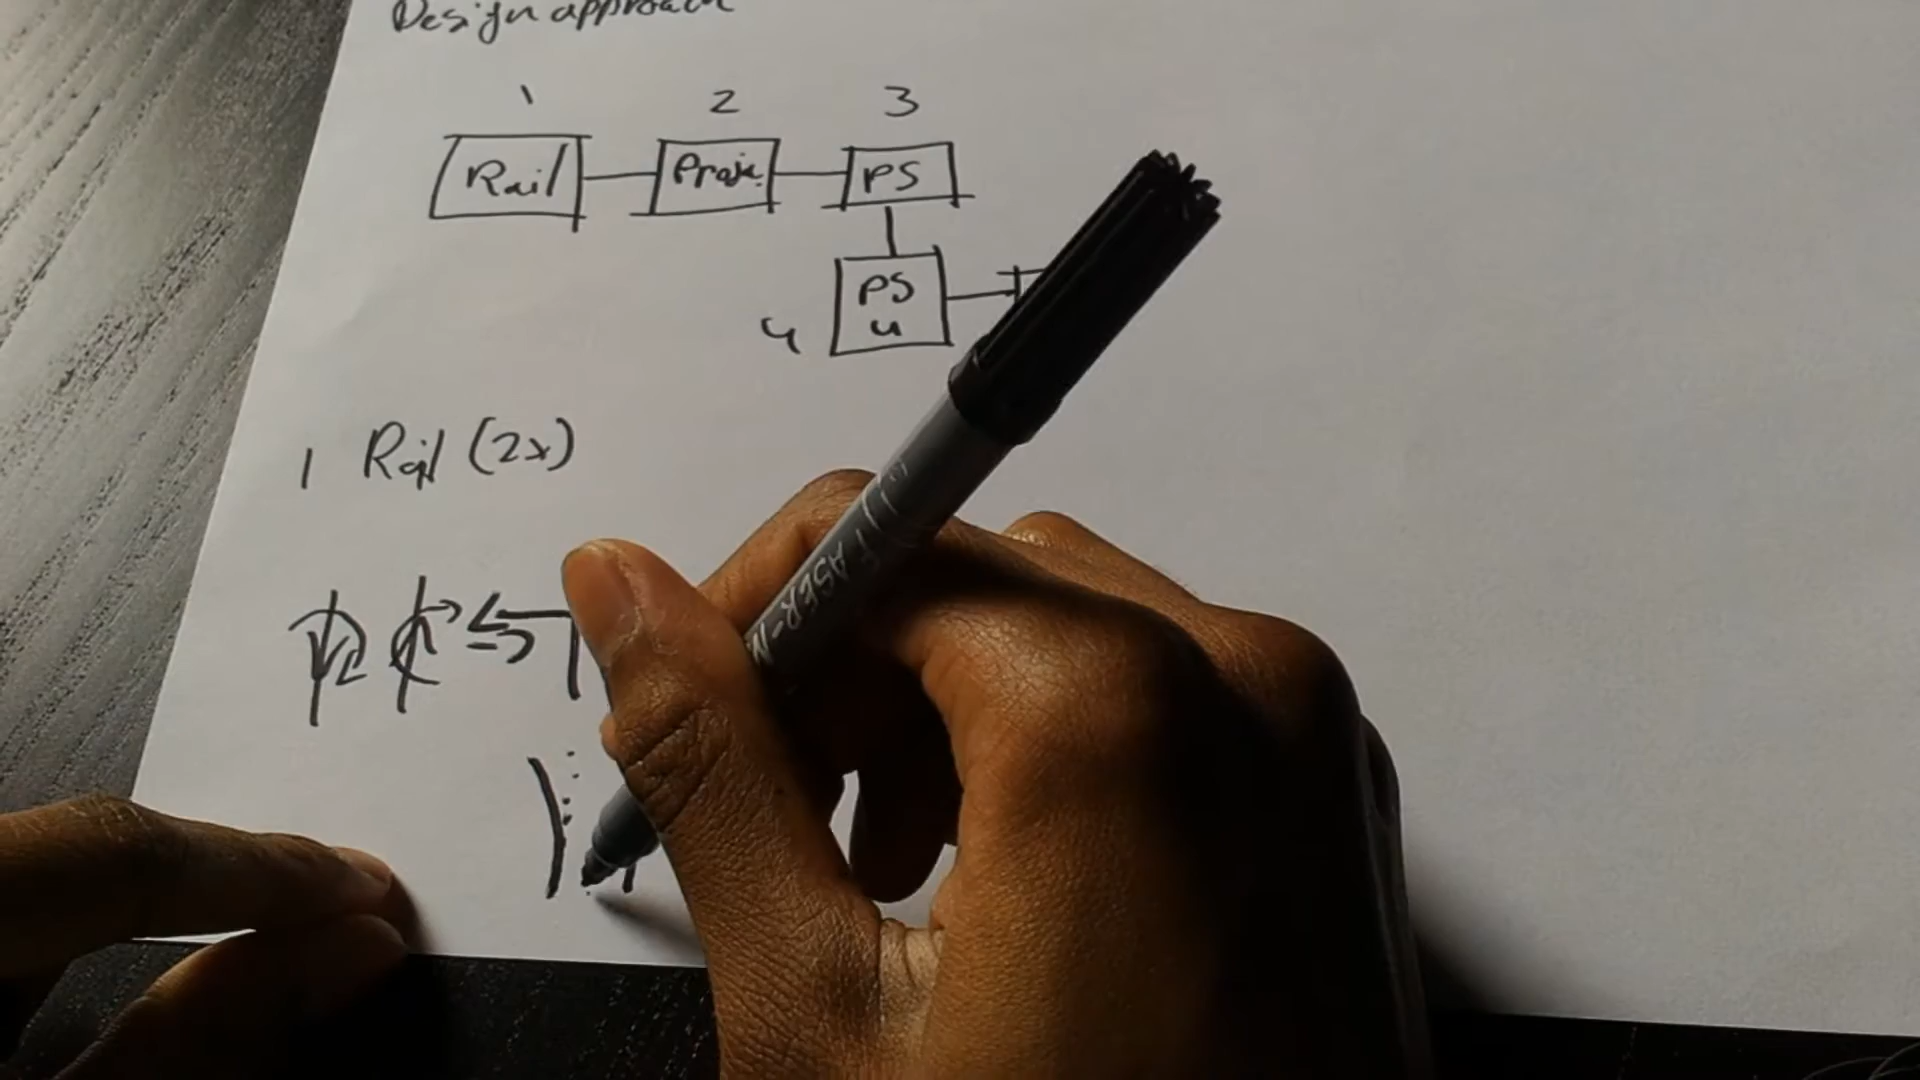 Design approach
1 2 3
Rail Proje PS
PS
4 u
1 Rail (2x)